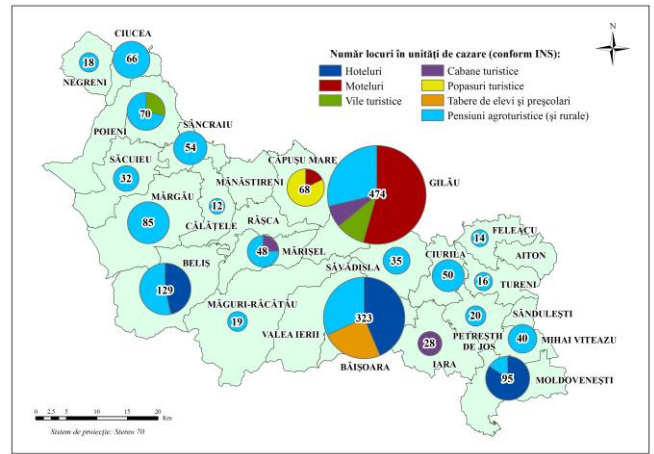 CIUCEA
66
18
NEGRENI
N
Număr locuri în unități de cazare (conform INS):
Hoteluri
Moteluri
Vile turistice
Cabane turistice
Popasuri turistice
Tabere de elevi și preșcolari
Pensiuni agroturistice (și rurale)
70
POIENI
SÂNCRAIU
54
SĂCUIEU
32
MĂNĂSTIRENI
CĂPUȘU MARE
68
474
GILĂU
MĂRGĂU
85
12
CĂLĂȚELE
RÂȘCA
48
MĂRIȘEL
35
SĂVĂDISLA
CIURILA
50
FELEACU
14
AITON
16
TURENI
BELIȘ
129
MĂGURI-RĂCĂTĂU
19
VALEA IERII
323
BĂIȘOARA
28
IARA
20
PETREȘTII
DE JOS
SĂNDULEȘTI
40
MIHAI VITEAZU
95
MOLDOVENEȘTI
0 2,5 5 10 15 20
Km
Sistem de proiecție: Stereo 70